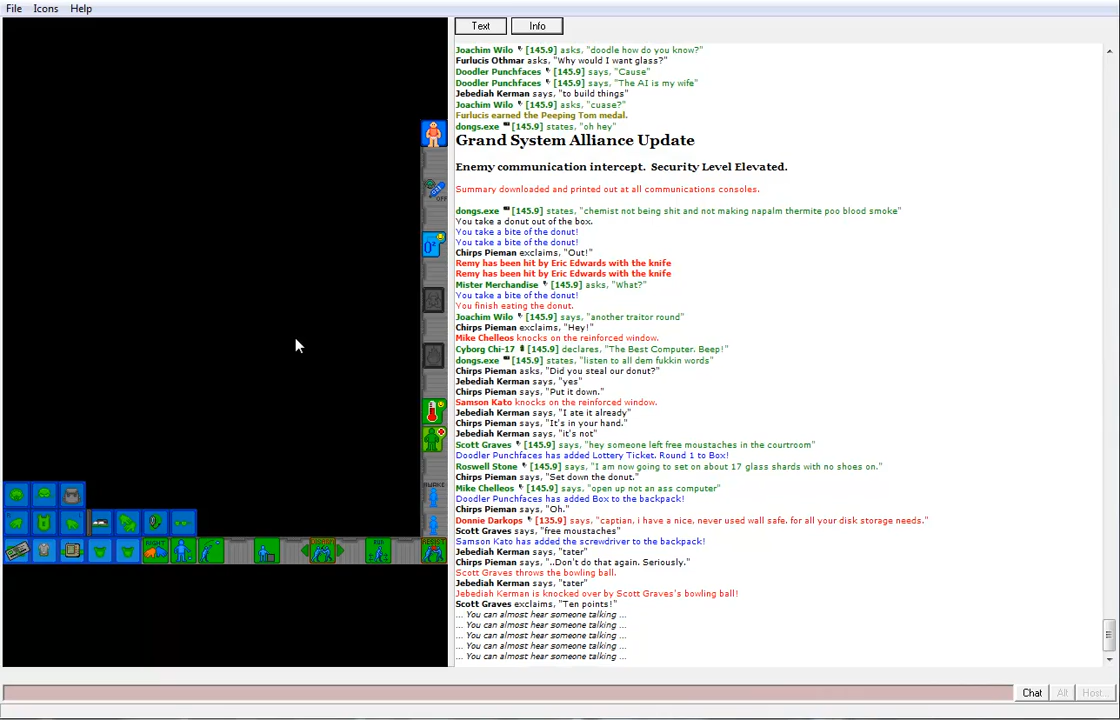 File Icons Help
Text Info
Joachim Wilo [145.9] asks, "doodle how do you know?"
Furlucis Othmar asks, "Why would I want glass?"
Doodler Punchfaces [145.9] says, "Cause"
Doodler Punchfaces [145.9] says, "The AI is my wife"
Jebediah Kerman says, "to build things"
Joachim Wilo [145.9] asks, "cuase?"
Furlucis earned the Peeping Tom medal.
dongs.exe [145.9] states, "oh hey"
Grand System Alliance Update
Enemy communication intercept. Security Level Elevated.
Summary downloaded and printed out at all communications consoles.
dongs.exe [145.9] states, "chemist not being shit and not making napalm thermite poo blood smoke"
You take a donut out of the box.
You take a bite of the donut!
You take a bite of the donut!
Chirps Pieman exclaims, "Out!"
Remy has been hit by Eric Edwards with the knife
Remy has been hit by Eric Edwards with the knife
Mister Merchandise [145.9] asks, "What?"
You take a bite of the donut!
You finish eating the donut.
Joachim Wilo [145.9] says, "another traitor round"
Chirps Pieman exclaims, "Hey!"
Mike Chelleos knocks on the reinforced window.
Cyborg Chi-17 [145.9] declares, "The Best Computer. Beep!"
dongs.exe [145.9] states, "listen to all dem fukkin words"
Chirps Pieman asks, "Did you steal our donut?"
Jebediah Kerman says, "yes"
Chirps Pieman says, "Put it down."
Samson Kato knocks on the reinforced window.
Jebediah Kerman says, "I ate it already"
Chirps Pieman says, "It's in your hand."
Jebediah Kerman says, "it's not"
Scott Graves [145.9] says, "hey someone left free moustaches in the courtroom"
Doodler Punchfaces has added Lottery Ticket. Round 1 to Box!
Roswell Stone [145.9] says, "I am now going to set on about 17 glass shards with no shoes on."
Chirps Pieman says, "Set down the donut."
Mike Chelleos [145.9] says, "open up not an ass computer"
Doodler Punchfaces has added Box to the backpack!
Chirps Pieman says, "Oh."
Donnie Darkops [135.9] says, "captian, i have a nice. never used wall safe. for all your disk storage needs."
Scott Graves says, "free moustaches"
Samson Kato has added the screwdriver to the backpack!
Jebediah Kerman says, "tater"
Chirps Pieman says, "..Don't do that again. Seriously."
Scott Graves throws the bowling ball.
Jebediah Kerman says, "tater"
Jebediah Kerman is knocked over by Scott Graves's bowling ball!
Scott Graves exclaims, "Ten points!"
... You can almost hear someone talking ...
... You can almost hear someone talking ...
... You can almost hear someone talking ...
... You can almost hear someone talking ...
... You can almost hear someone talking ...
OFF
AWAKE
RIGHT DISARM RUN RESIST
Chat Alt Host...